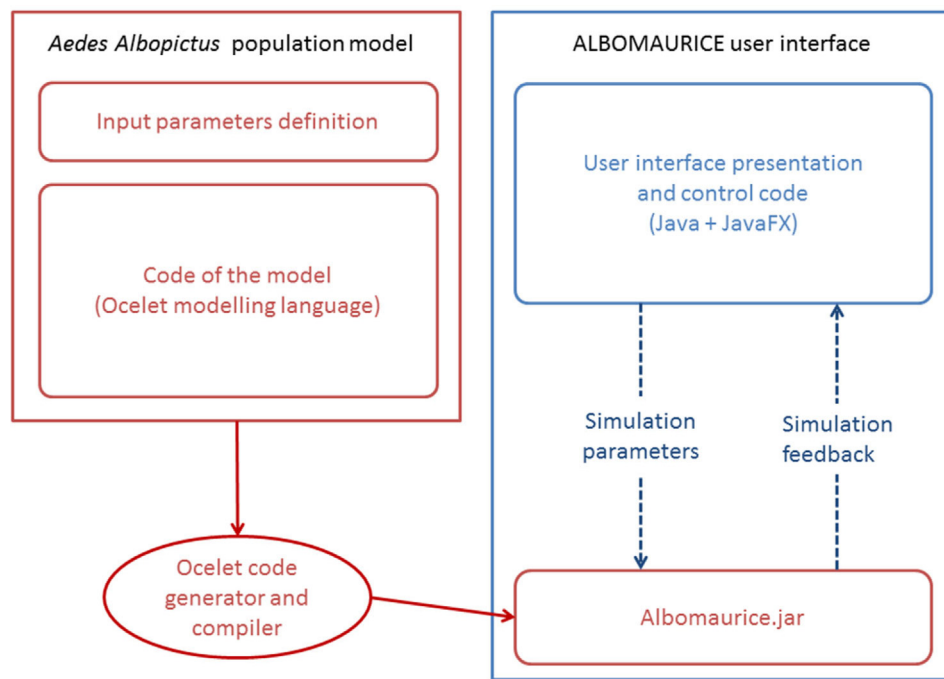 Aedes Albopictus population model
Input parameters definition
Code of the model
(Ocelet modelling language)
Ocelet code
generator and
compiler
ALBOMAURICE user interface
User interface presentation
and control code
(Java + JavaFX)
Simulation
parameters
Simulation
feedback
Albomaurice.jar